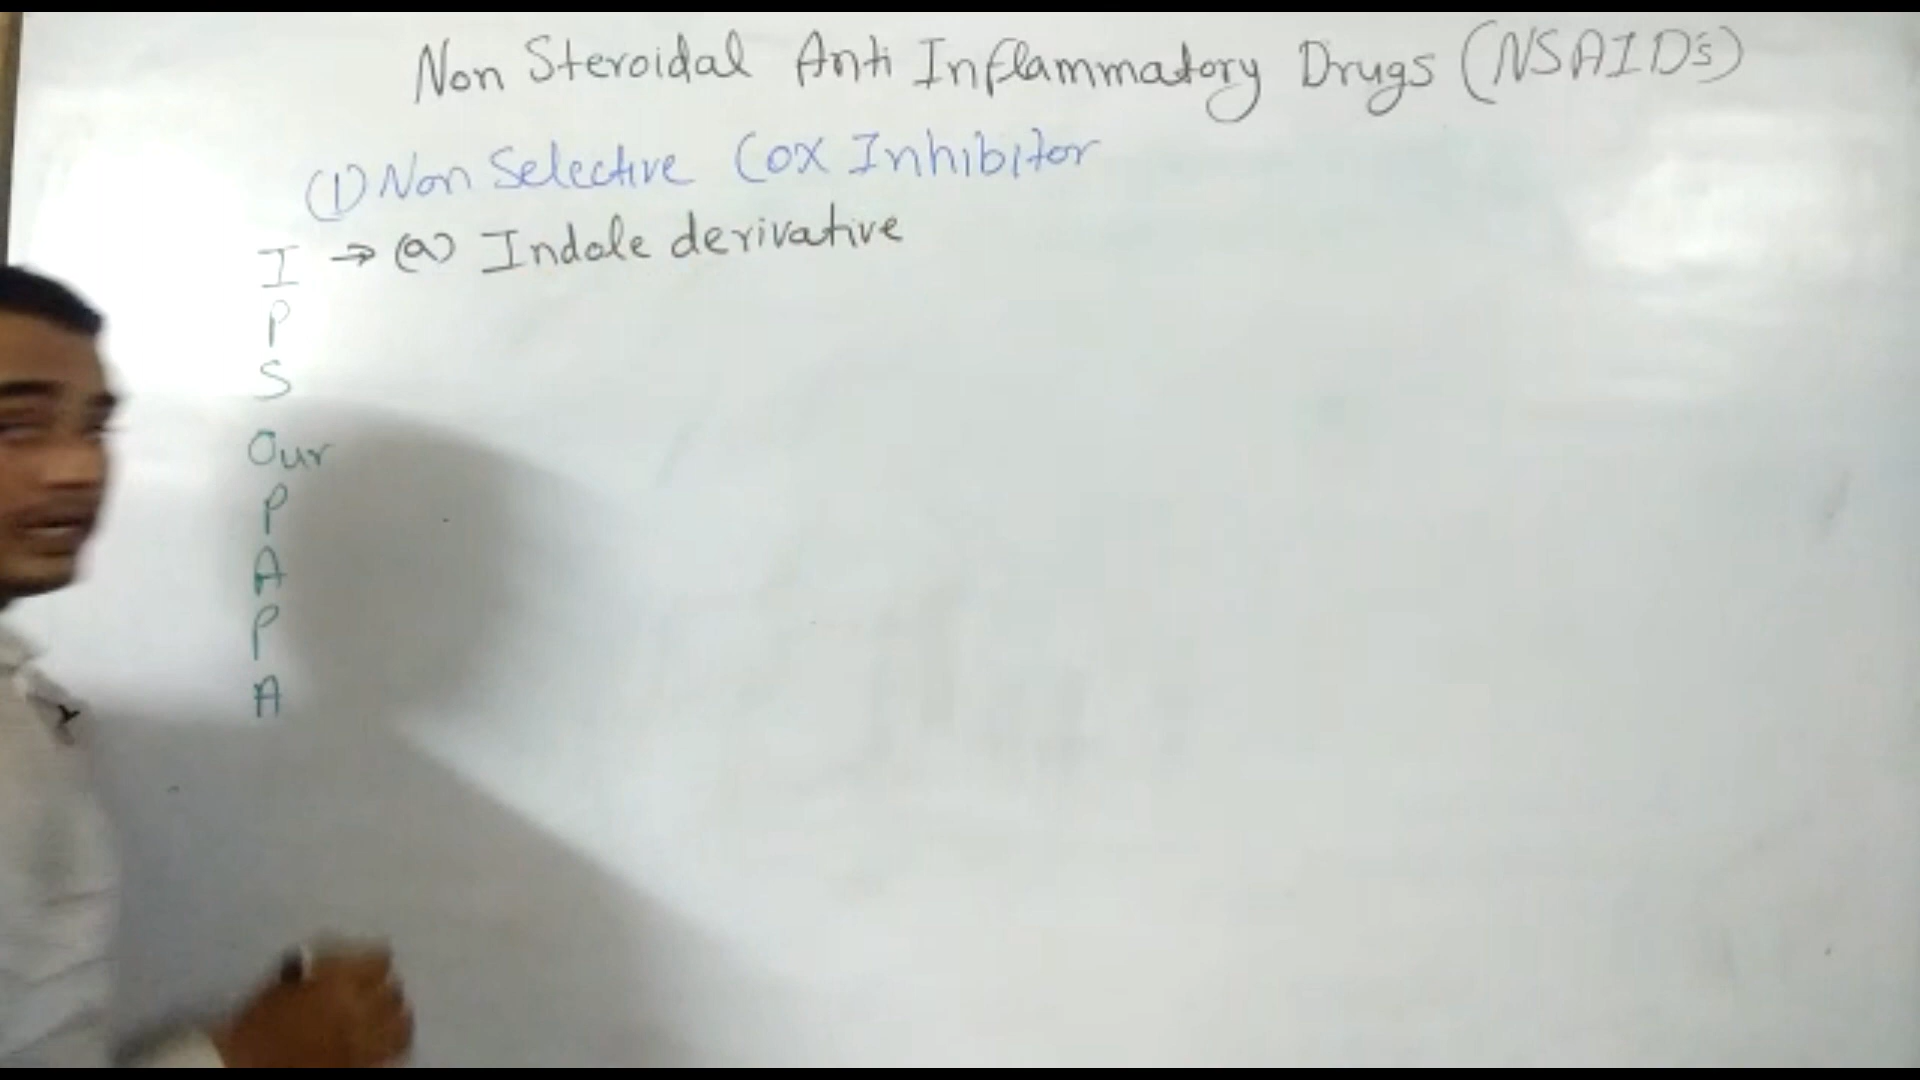 Non Steroidal Anti Inflammatory Drugs (NSAID's)
(1) Non Selective Cox Inhibitor
I → (a) Indole derivative
P
S
Our
P
A
P
A